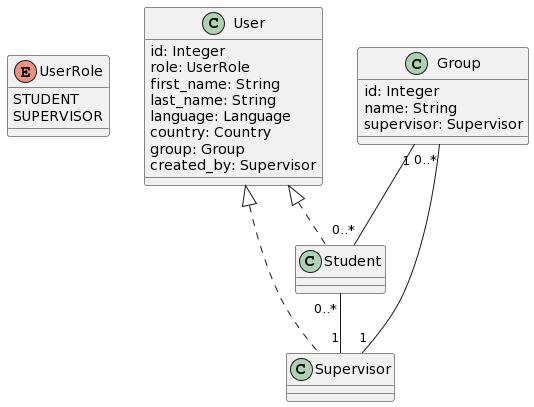 E UserRole
STUDENT
SUPERVISOR
C User
id: Integer
role: UserRole
first_name: String
last_name: String
language: Language
country: Country
group: Group
created_by: Supervisor
C Group
id: Integer
name: String
supervisor: Supervisor
1 0..*
0..*
C Student
0..*
1 1
C Supervisor